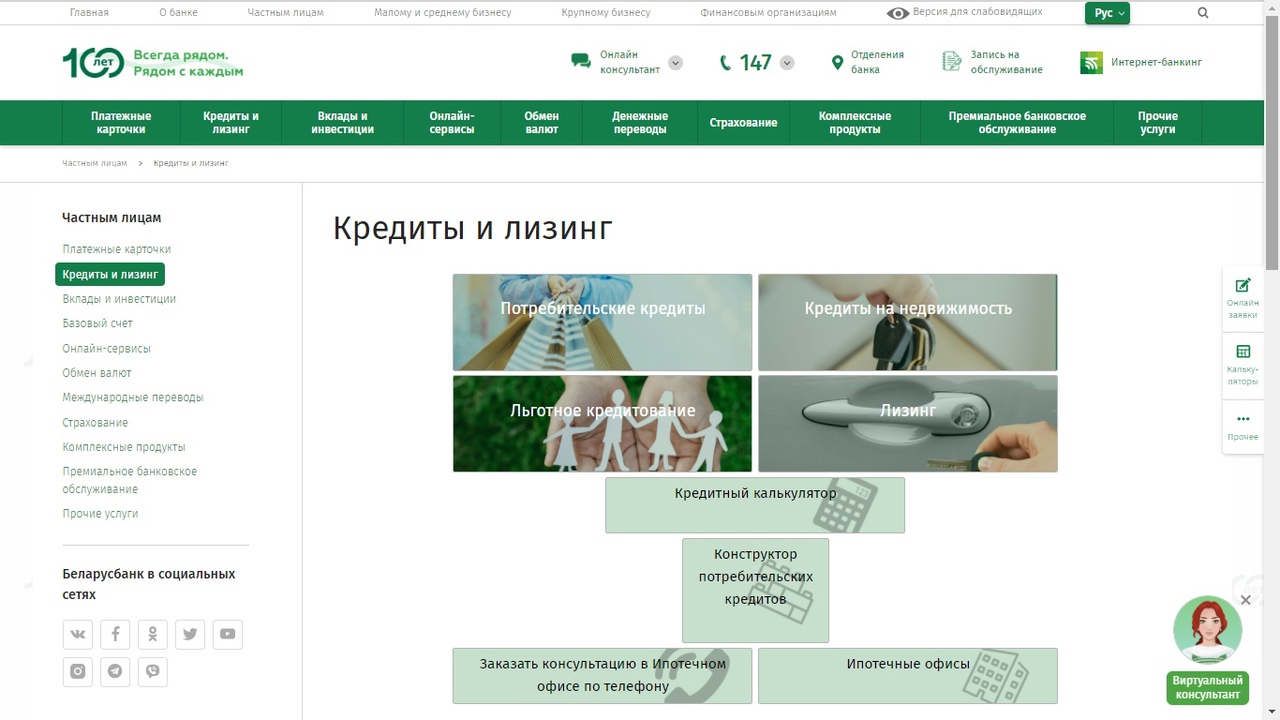 Главная О банке Частным лицам Малому и среднему бизнесу Крупному бизнесу Финансовым организациям Версия для слабовидящих Рус
100 лет Всегда рядом.
Рядом с каждым
Онлайн
консультант
147
Отделения
банка
Запись на
обслуживание
Интернет-банкинг
Платежные
карточки
Кредиты и
лизинг
Вклады и
инвестиции
Онлайн-
сервисы
Обмен
валют
Денежные
переводы
Страхование
Комплексные
продукты
Премиальное банковское
обслуживание
Прочие
услуги
Частным лицам > Кредиты и лизинг
Частным лицам
Платежные карточки
Кредиты и лизинг
Вклады и инвестиции
Базовый счет
Онлайн-сервисы
Обмен валют
Международные переводы
Страхование
Комплексные продукты
Премиальное банковское
обслуживание
Прочие услуги
Беларусбанк в социальных
сетях
Кредиты и лизинг
Потребительские кредиты
Кредиты на недвижимость
Льготное кредитование
Лизинг
Кредитный калькулятор
Конструктор
потребительских
кредитов
Заказать консультацию в Ипотечном
офисе по телефону
Ипотечные офисы
Онлайн
заявки
Кальку-
ляторы
Прочее
Виртуальный
консультант